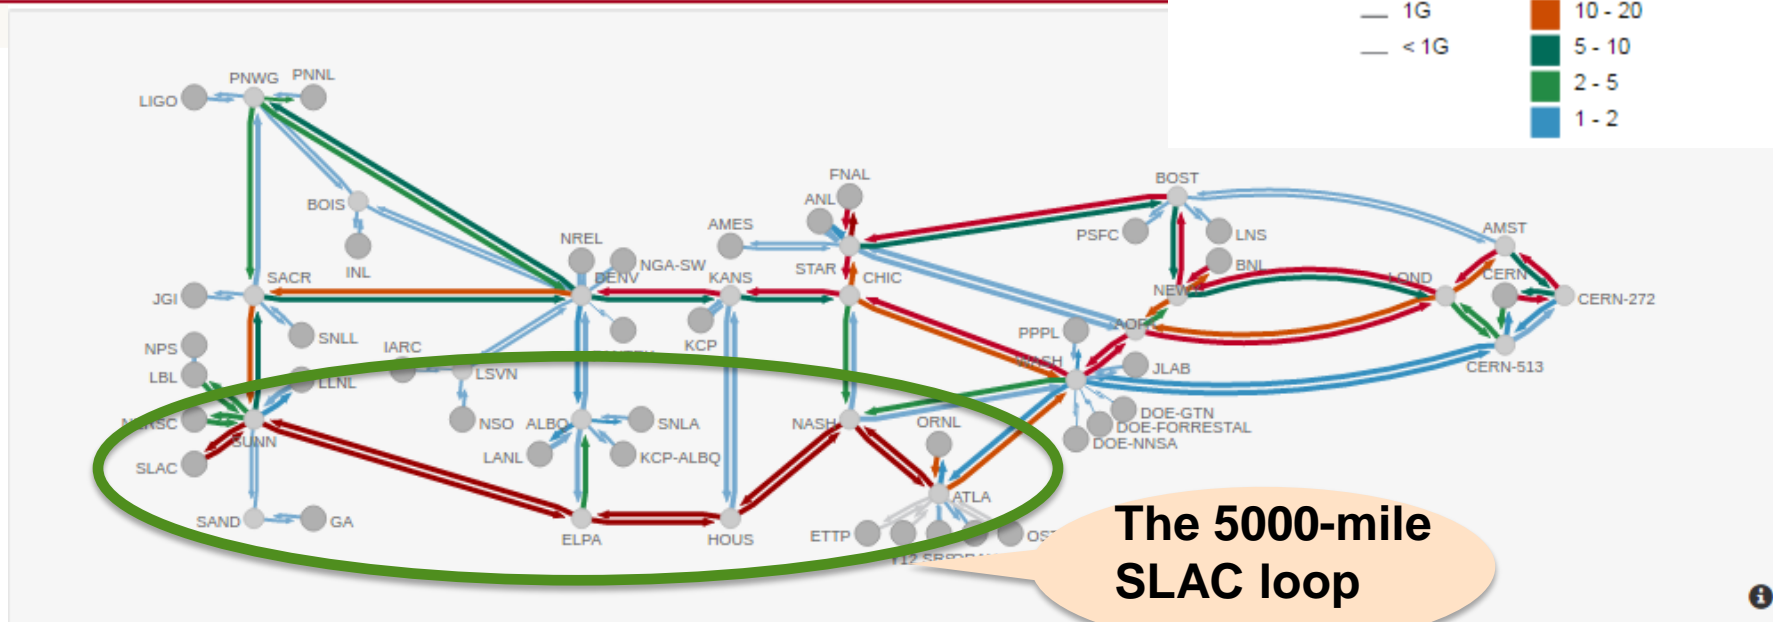 1G
< 1G
10 - 20
5 - 10
2 - 5
1 - 2
PNWG
PNNL
LIGO
BOIS
INL
FNAL
ANL
AMES
STAR
BOST
PSFC
LNS
BNL
AMST
CERN
LOND
CERN-272
CERN-513
NREL
NGA-SW
DENV
KANS
CHIC
KCP
NEWY
AOFA
SACR
JGI
SNLL
NPS
LBL
LLNL
NERSC
SUNN
SLAC
IARC
LSVN
NSO
ALBQ
SNLA
LANL
KCP-ALBQ
PPPL
WASH
JLAB
DOE-GTN
DOE-FORRESTAL
DOE-NNSA
NASH
ORNL
ATLA
SAND
GA
ELPA
HOUS
ETTP
The 5000-mile
SLAC loop